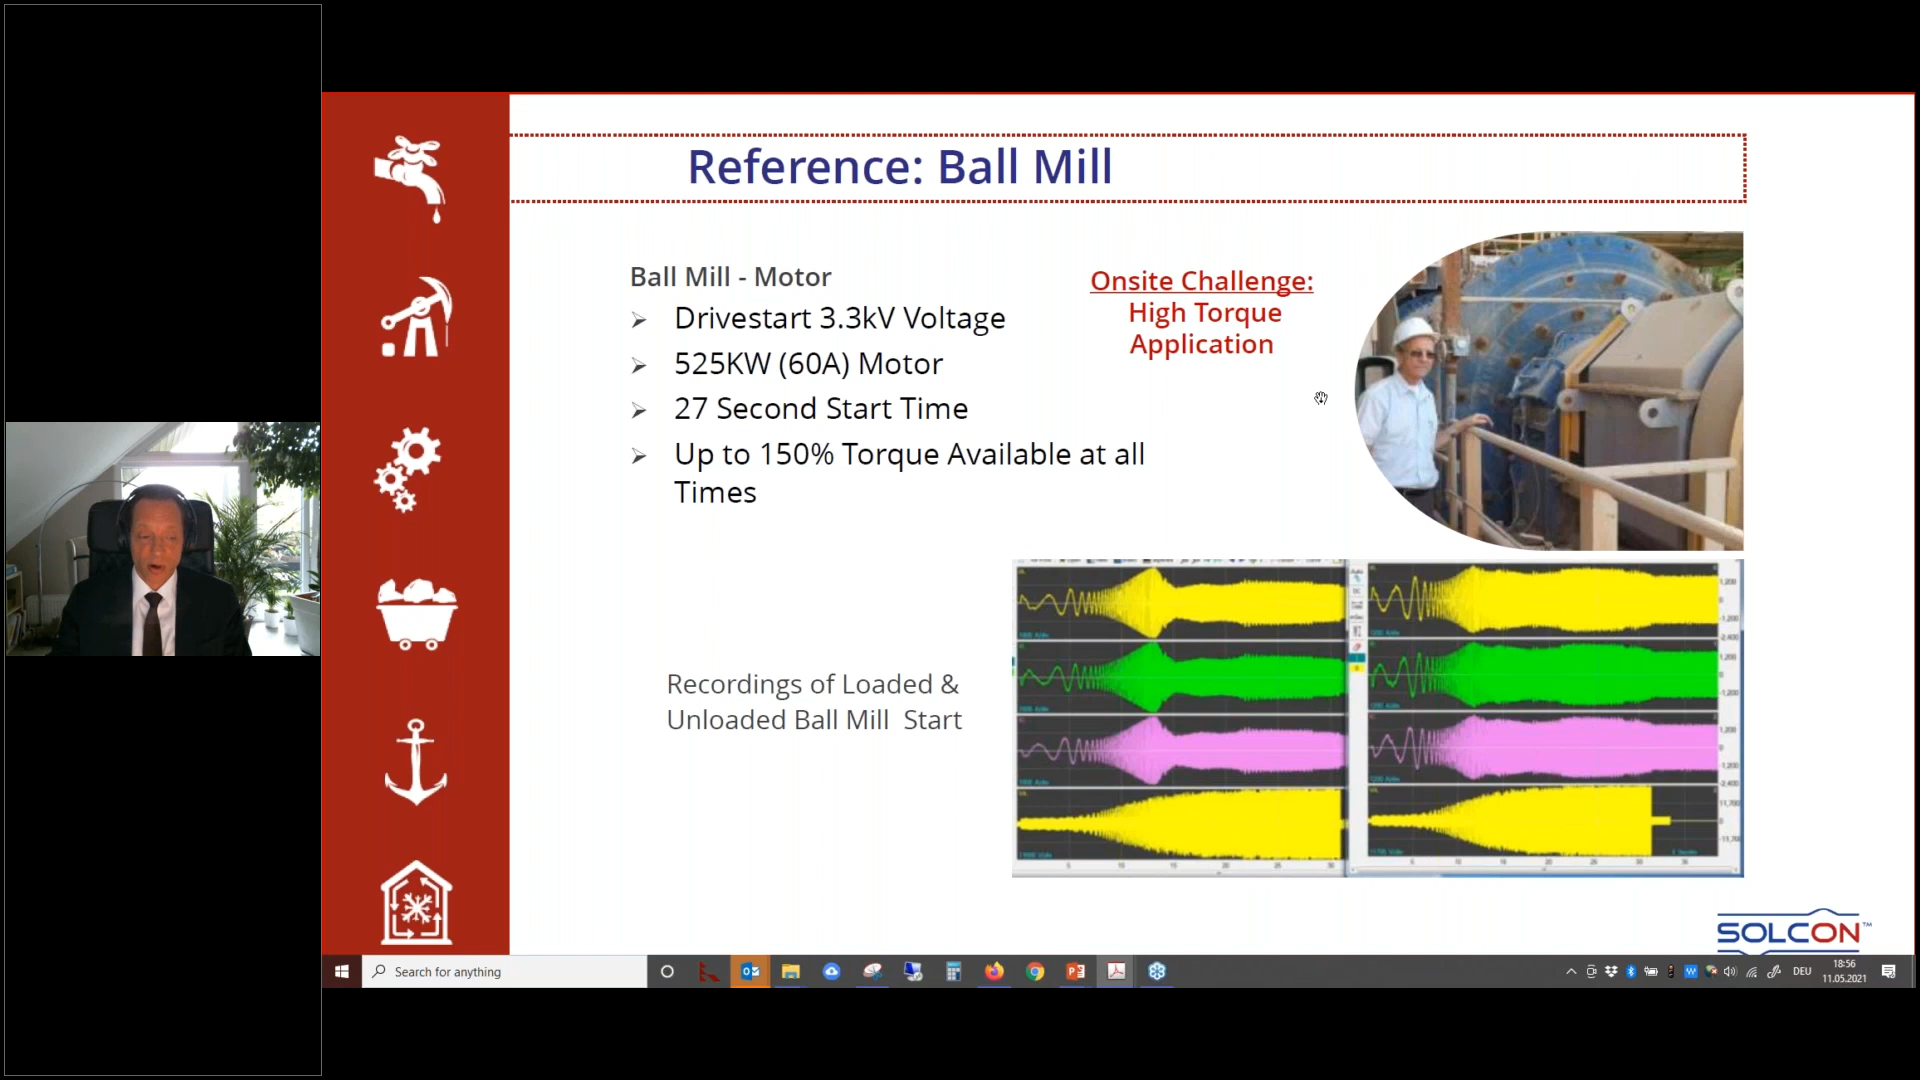 Reference: Ball Mill
Ball Mill - Motor
Drivestart 3.3kV Voltage
525KW (60A) Motor
27 Second Start Time
Up to 150% Torque Available at all
Times
Onsite Challenge:
High Torque
Application
Recordings of Loaded &
Unloaded Ball Mill Start
SOLCON™
Search for anything
DEU
18:56
11.05.2021